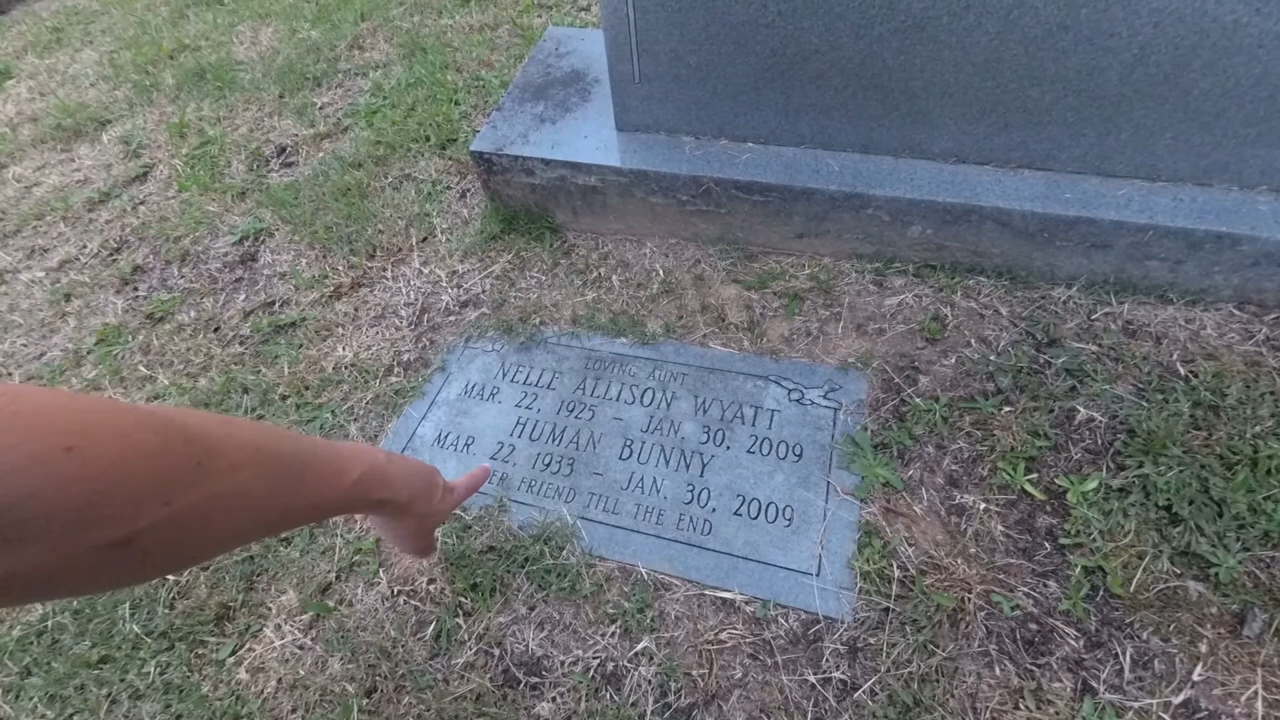 LOVING AUNT
NELLE ALLISON WYATT
MAR. 22, 1925 - JAN. 30, 2009
HUMAN BUNNY
MAR. 22, 1933 - JAN. 30, 2009
FRIEND TILL THE END